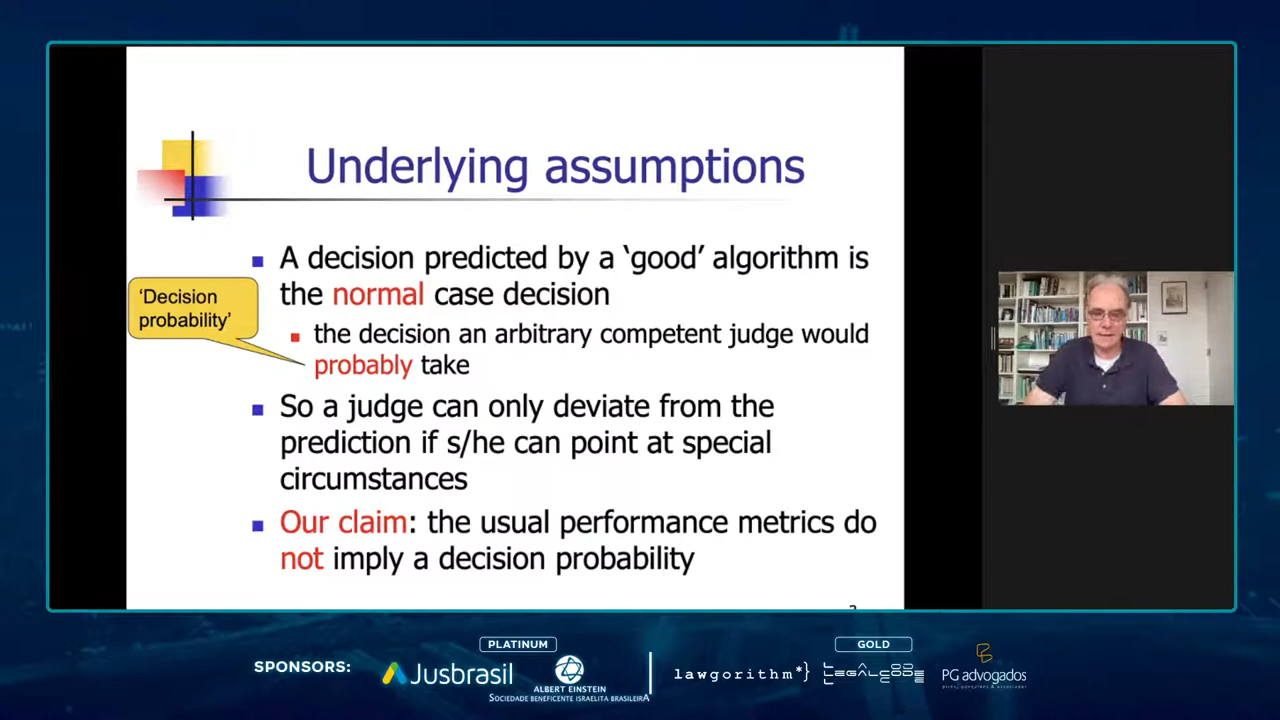 Underlying assumptions
A decision predicted by a ‘good’ algorithm is
the normal case decision
‘Decision
probability’
the decision an arbitrary competent judge would
probably take
So a judge can only deviate from the
prediction if s/he can point at special
circumstances
Our claim: the usual performance metrics do
not imply a decision probability
PLATINUM
GOLD
SPONSORS:
Jusbrasil
ALBERT EINSTEIN
SOCIEDADE BENEFICENTE ISRAELITA BRASILEIRA
lawgorithm*}
LEGALCODE
PG advogados